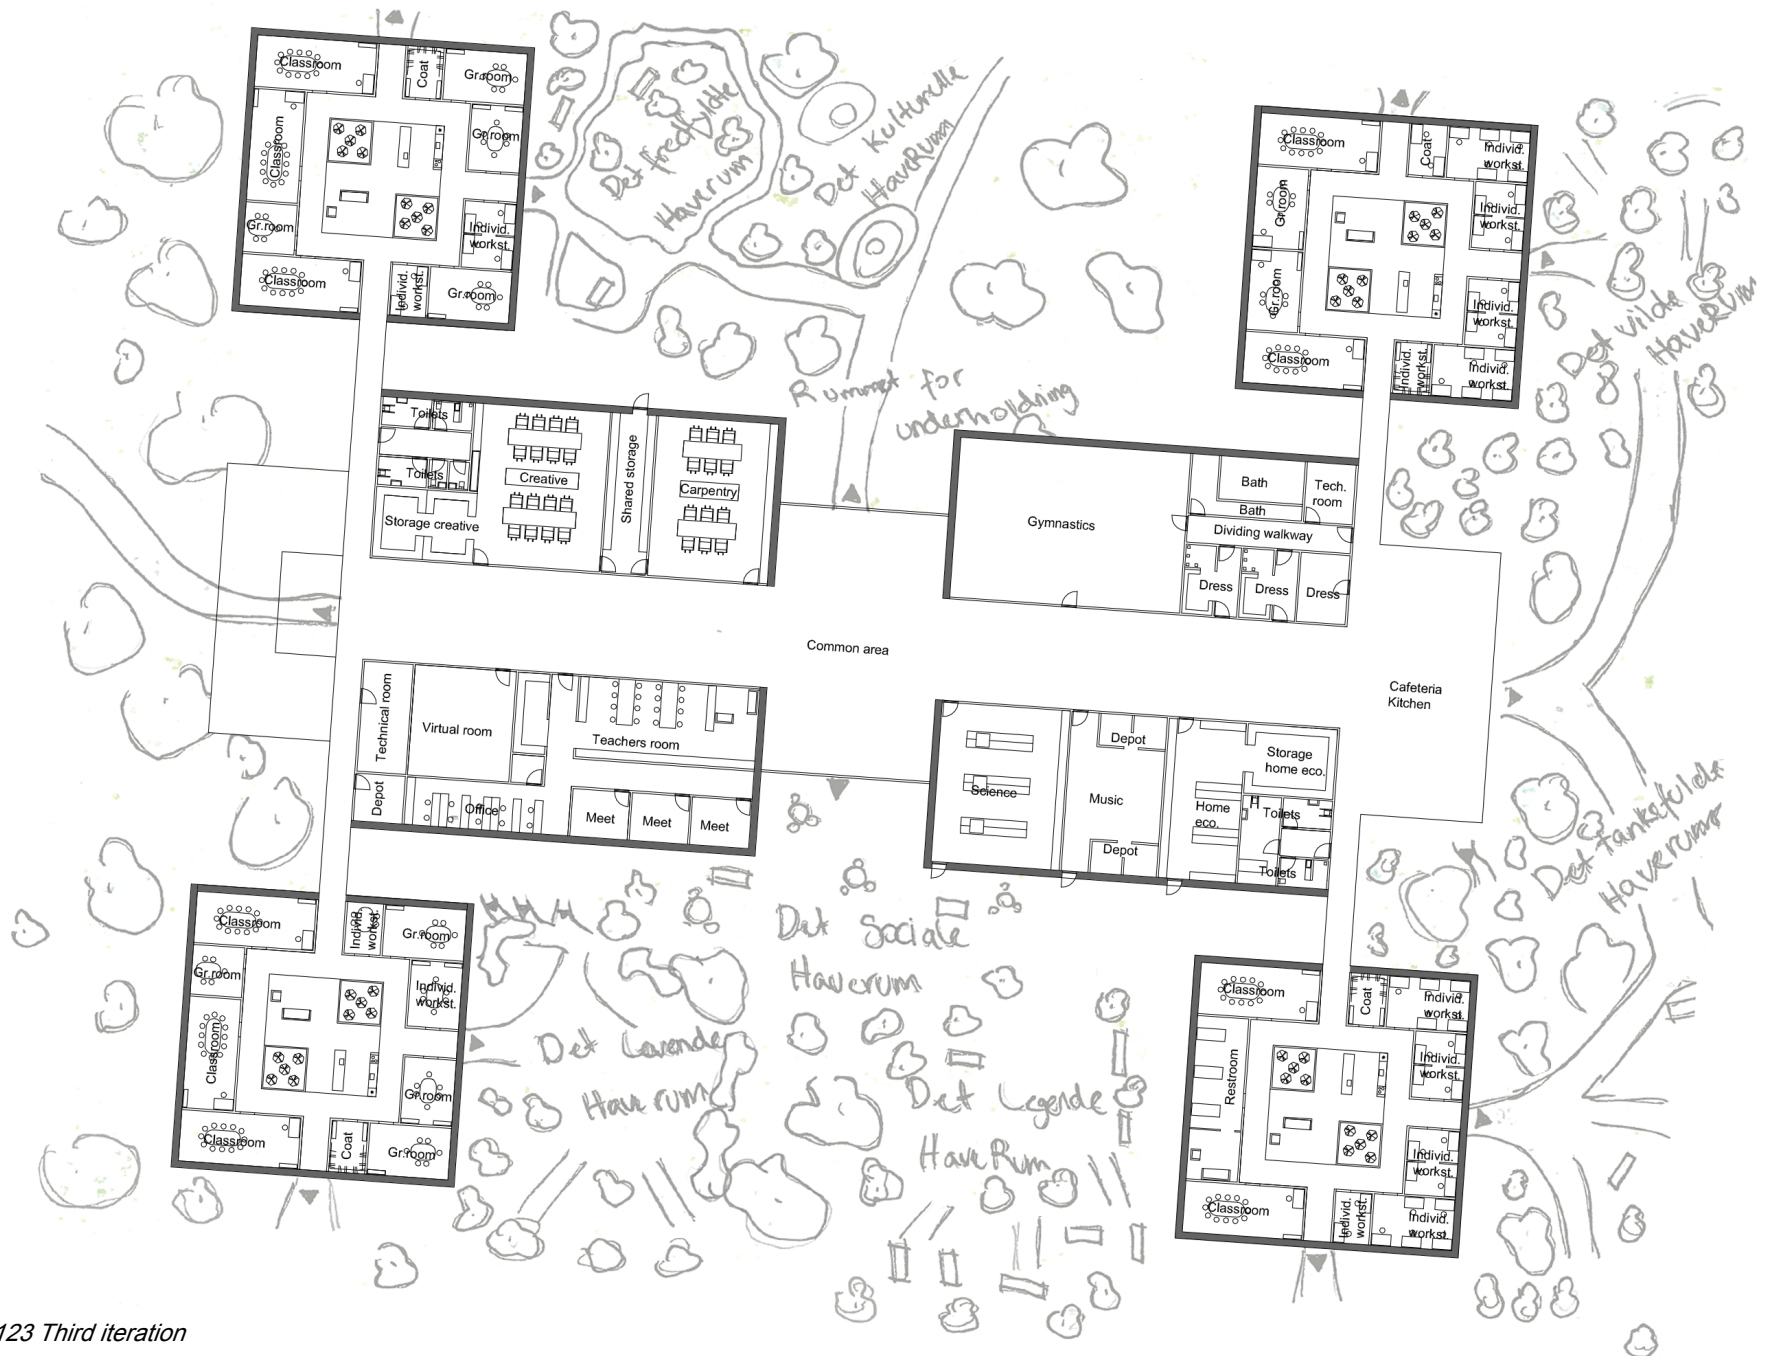 Classroom
Coat
Gr.room
Classroom
Gr.room
Gr.room
Individ.
workst.
Classroom
Individ.
workst.
Gr.room
Det fredfyldte
Haverum
Det Kulturelle
HaveRum
Rummet for
underholdning
Classroom
Coat
Individ.
workst.
Gr.room
Individ.
workst.
Gr.room
Individ.
workst.
Classroom
Individ.
workst.
Individ.
workst.
Det vilde
HaveRum
Toilets
Toilets
Storage creative
Creative
Shared storage
Carpentry
Gymnastics
Bath
Bath
Tech.
room
Dividing walkway
Dress
Dress
Dress
Common area
Cafeteria
Kitchen
Technical room
Virtual room
Teachers room
Depot
Office
Meet
Meet
Meet
Science
Depot
Music
Depot
Home
eco.
Storage
home eco.
Toilets
Toilets
Det Tankefulde
Haverum
Classroom
Individ.
workst.
Gr.room
Gr.room
Individ.
workst.
Classroom
Gr.room
Classroom
Coat
Gr.room
Det Sociale
Haverum
Det
Haverum
Det Legende
HaveRum
Classroom
Coat
Individ.
workst.
Restroom
Individ.
workst.
Individ.
workst.
Classroom
Individ.
workst.
Individ.
workst.
123 Third iteration